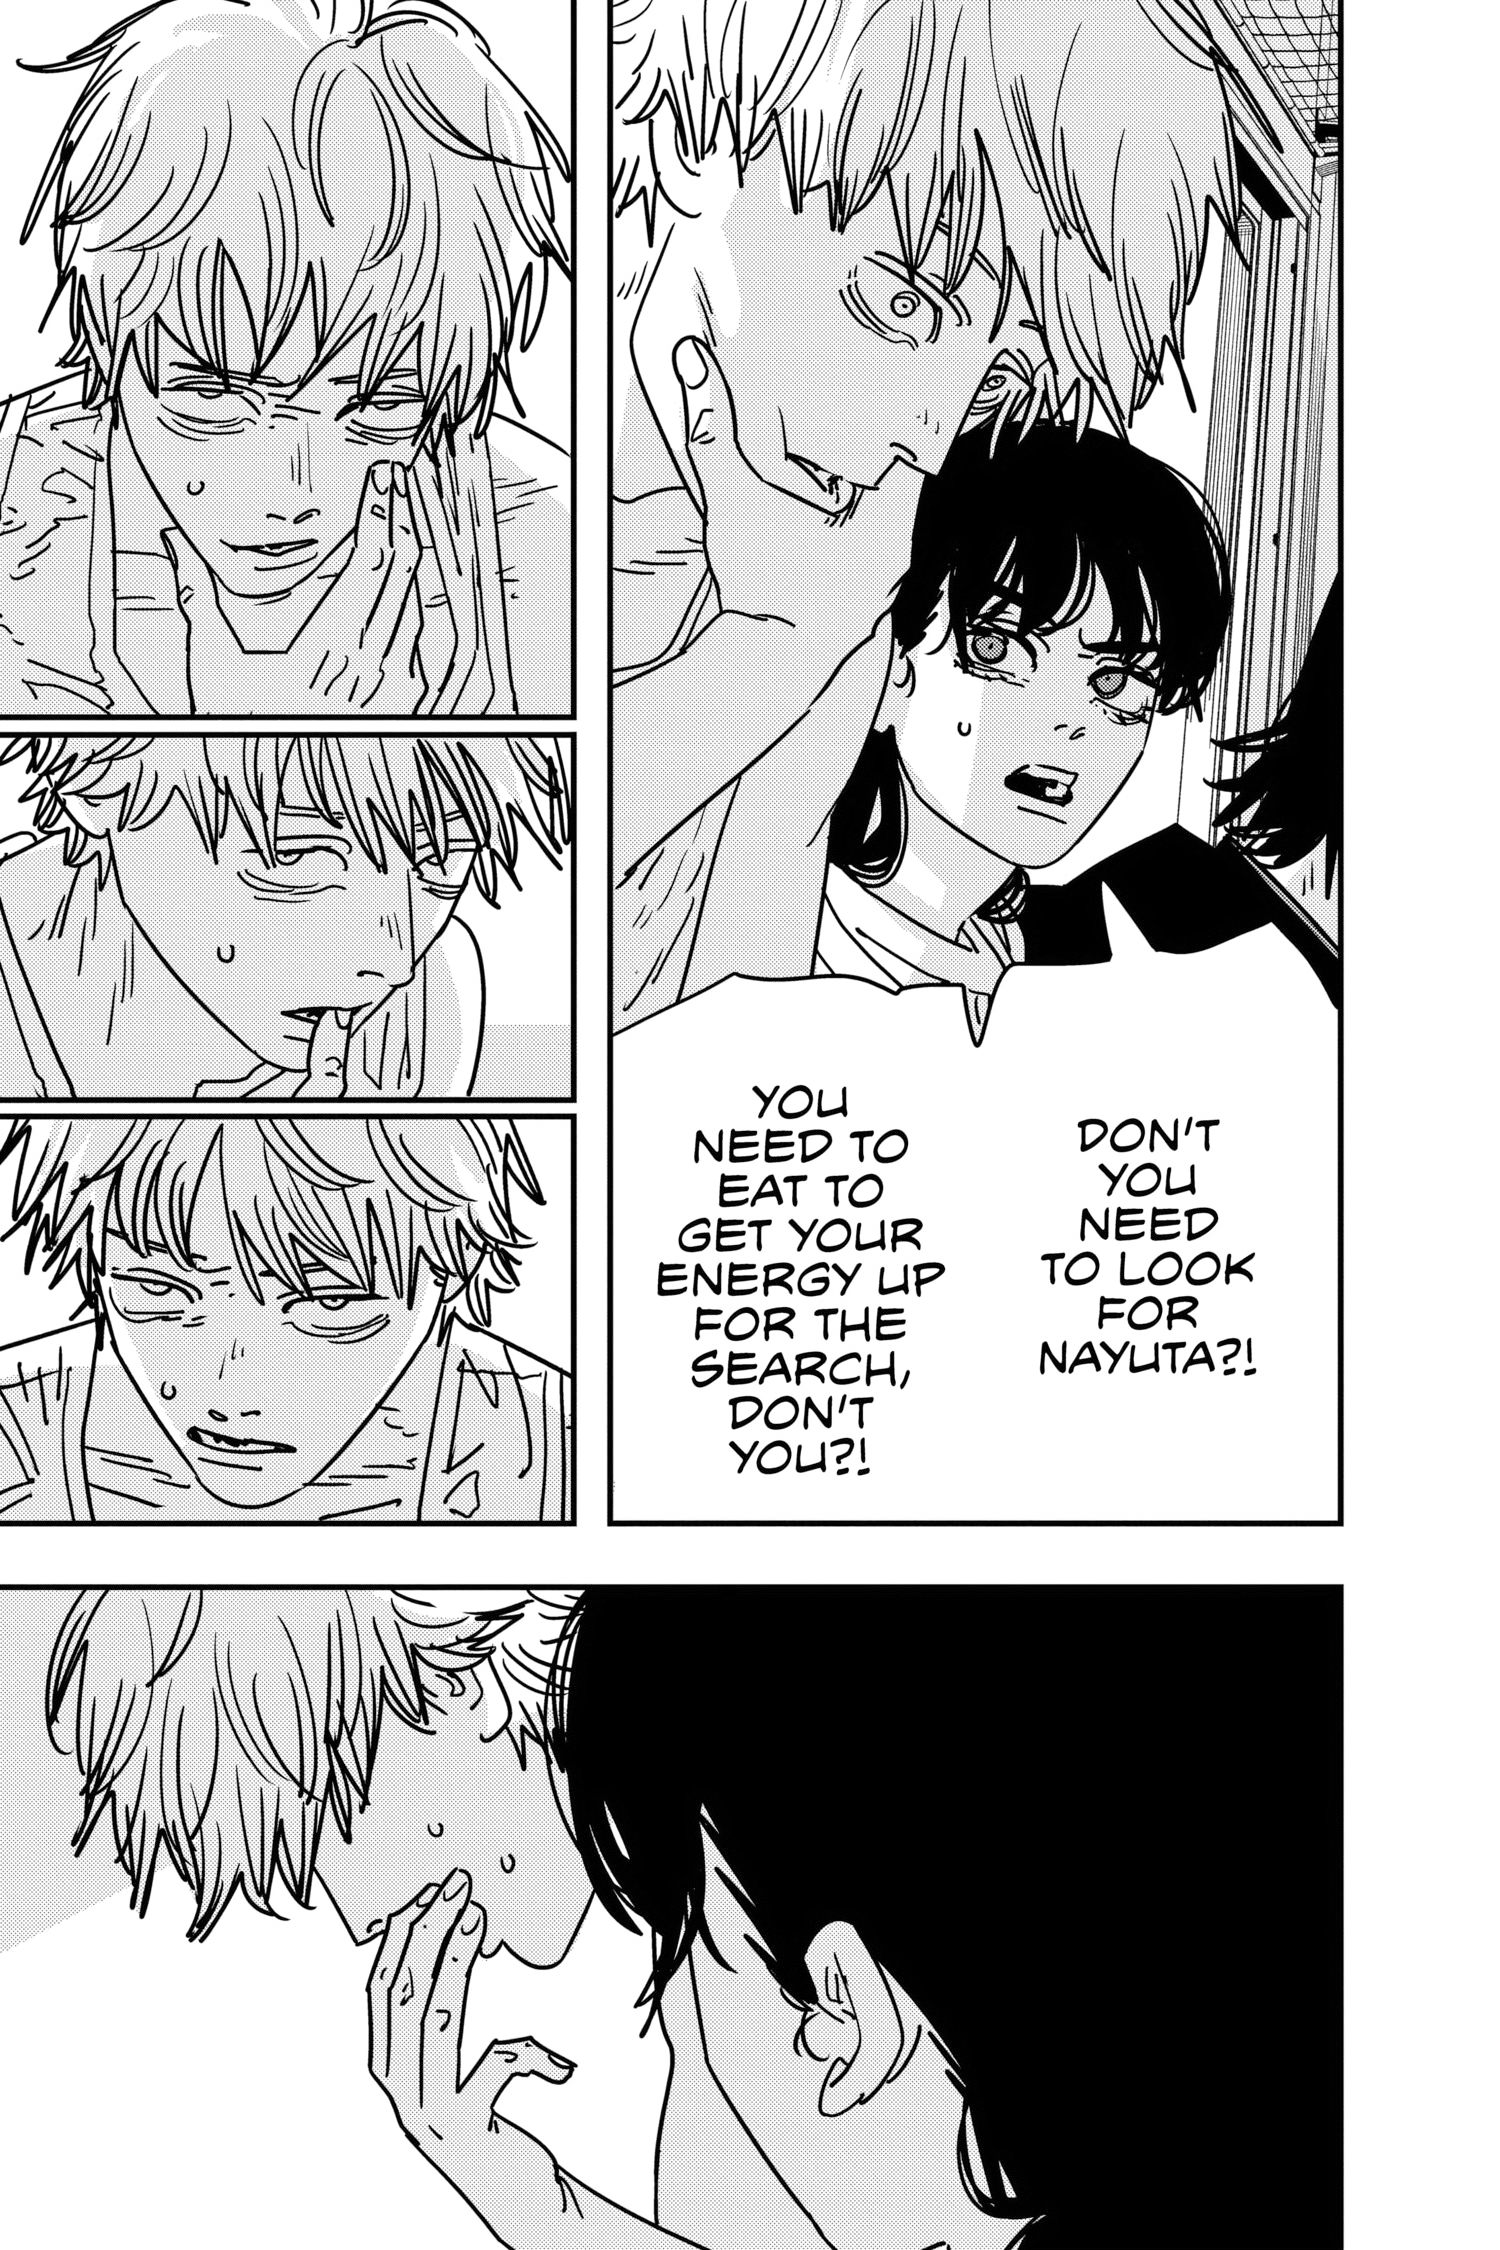 DON'T
YOU
NEED
TO LOOK
FOR
NAYUTA?!
YOU
NEED TO
EAT TO
GET YOUR
ENERGY UP
FOR THE
SEARCH,
DON'T
YOU?!